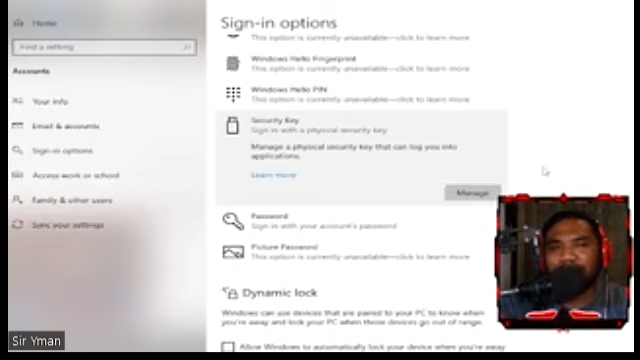 Home
Find a setting
Accounts
Your info
Email & accounts
Sign-in options
Access work or school
Family & other users
Sync your settings
Sign-in options
This option is currently unavailable—click to learn more
Windows Hello Fingerprint
This option is currently unavailable—click to learn more
Windows Hello PIN
This option is currently unavailable—click to learn more
Security Key
Sign in with a physical security key
Manage a physical security key that can log you into
applications.
Learn more
Manage
Password
Sign in with your account's password
Picture Password
This option is currently unavailable—click to learn more
Dynamic lock
Windows can use devices that are paired to your PC to know when
you're away and lock your PC when those devices go out of range.
Allow Windows to automatically lock your device when you're away
Sir Yman